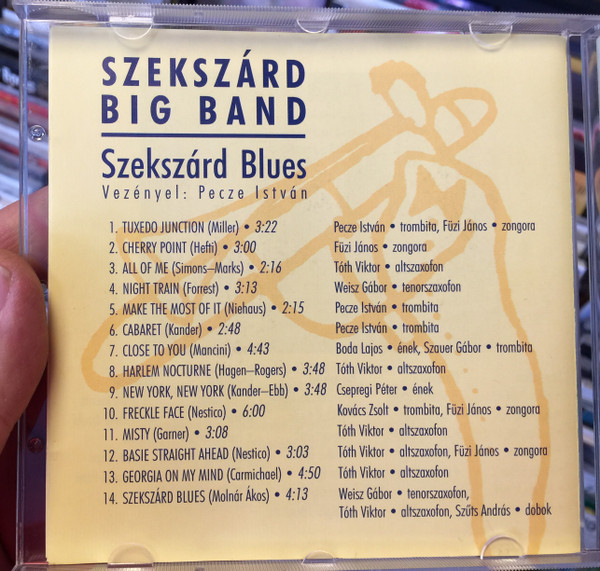 SZEKSZÁRD
BIG BAND
Szekszárd Blues
Vezényel: Pecze István
1. TUXEDO JUNCTION (Miller) • 3:22 Pecze István • trombita, Füzi János • zongora
2. CHERRY POINT (Hefti) • 3:00 Füzi János • zongora
3. ALL OF ME (Simons–Marks) • 2:16 Tóth Viktor • altszaxofon
4. NIGHT TRAIN (Forrest) • 3:13 Weisz Gábor • tenorszaxofon
5. MAKE THE MOST OF IT (Niehaus) • 2:15 Pecze István • trombita
6. CABARET (Kander) • 2:48 Pecze István • trombita
7. CLOSE TO YOU (Mancini) • 4:43 Boda Lajos • ének, Szauer Gábor • trombita
8. HARLEM NOCTURNE (Hagen–Rogers) • 3:48 Tóth Viktor • altszaxofon
9. NEW YORK, NEW YORK (Kander–Ebb) • 3:48 Csepregi Péter • ének
10. FRECKLE FACE (Nestico) • 6:00 Kovács Zsolt • trombita, Füzi János • zongora
11. MISTY (Garner) • 3:08 Tóth Viktor • altszaxofon
12. BASIE STRAIGHT AHEAD (Nestico) • 3:03 Tóth Viktor • altszaxofon, Füzi János • zongora
13. GEORGIA ON MY MIND (Carmichael) • 4:50 Tóth Viktor • altszaxofon
14. SZEKSZÁRD BLUES (Molnár Ákos) • 4:13 Weisz Gábor • tenorszaxofon,
Tóth Viktor • altszaxofon, Szűts András • dobok